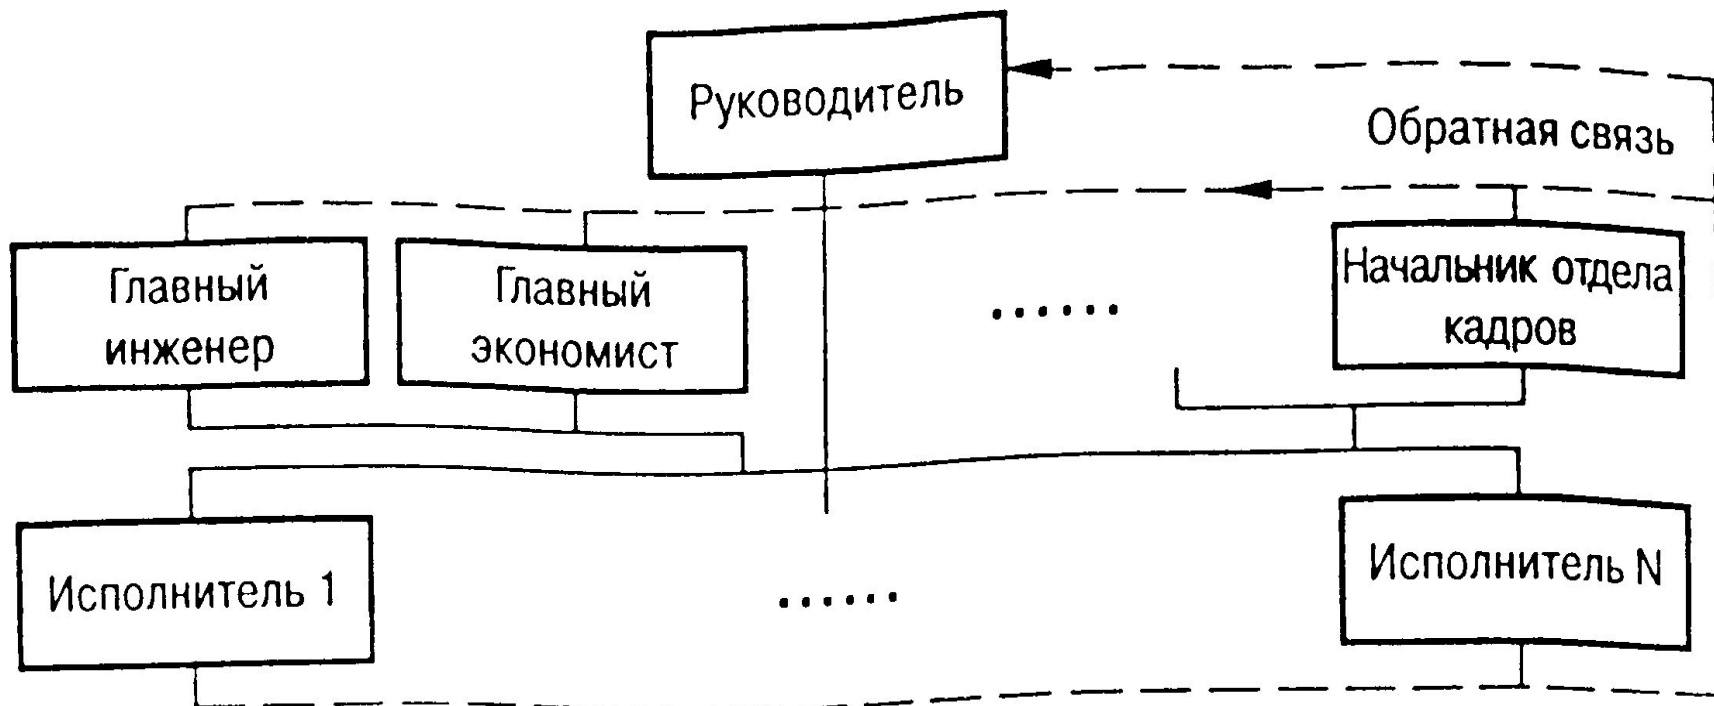 Руководитель
Обратная связь
Главный
инженер
Главный
экономист
......
Начальник отдела
кадров
Исполнитель 1
......
Исполнитель N